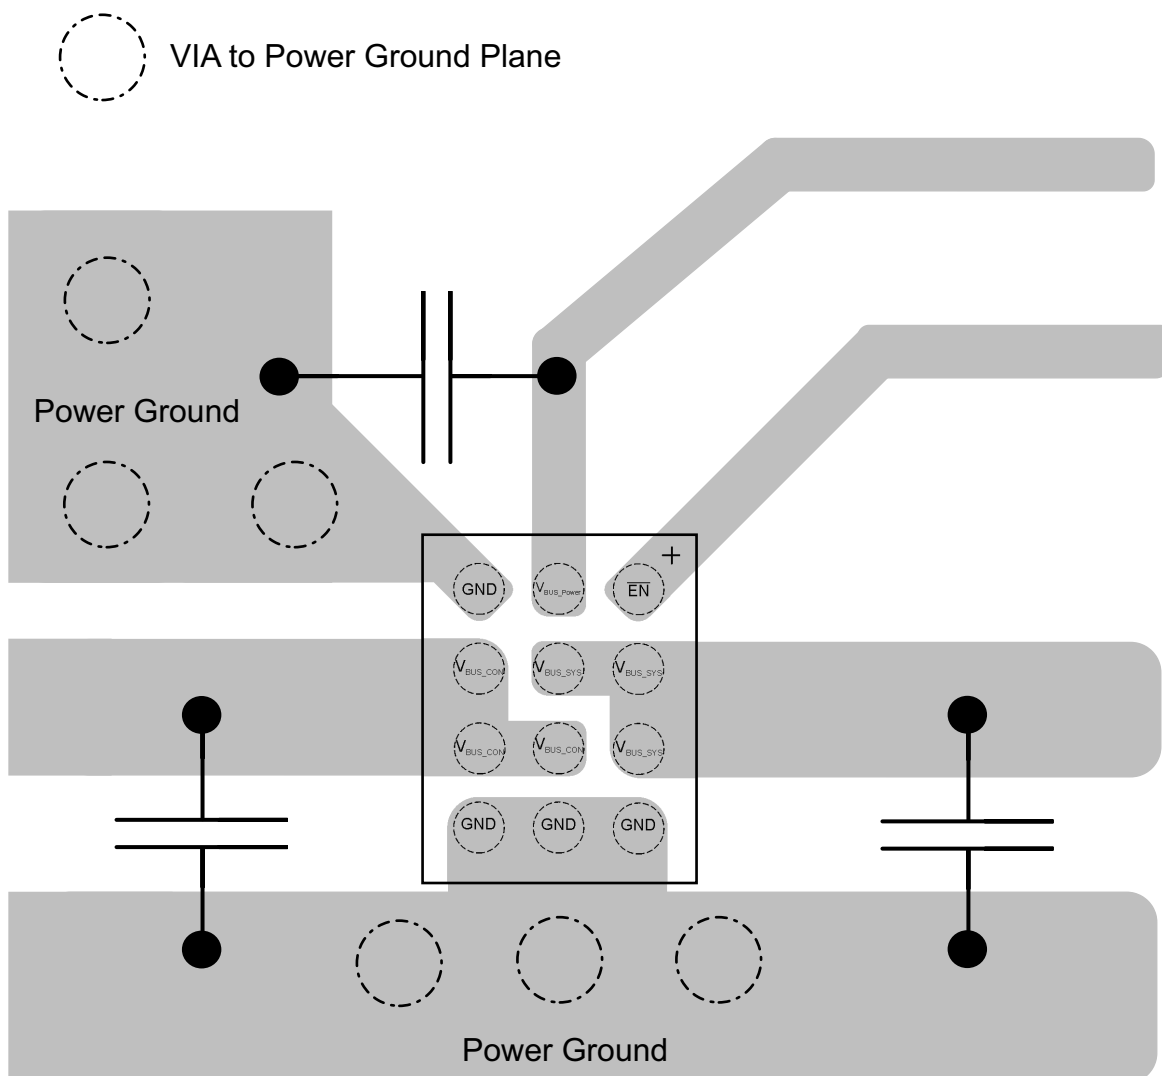 VIA to Power Ground Plane
Power Ground
+
GND VBUS_Power EN
VBUS_CON VBUS_SYS VBUS_SYS
VBUS_CON VBUS_CON VBUS_SYS
GND GND GND
Power Ground